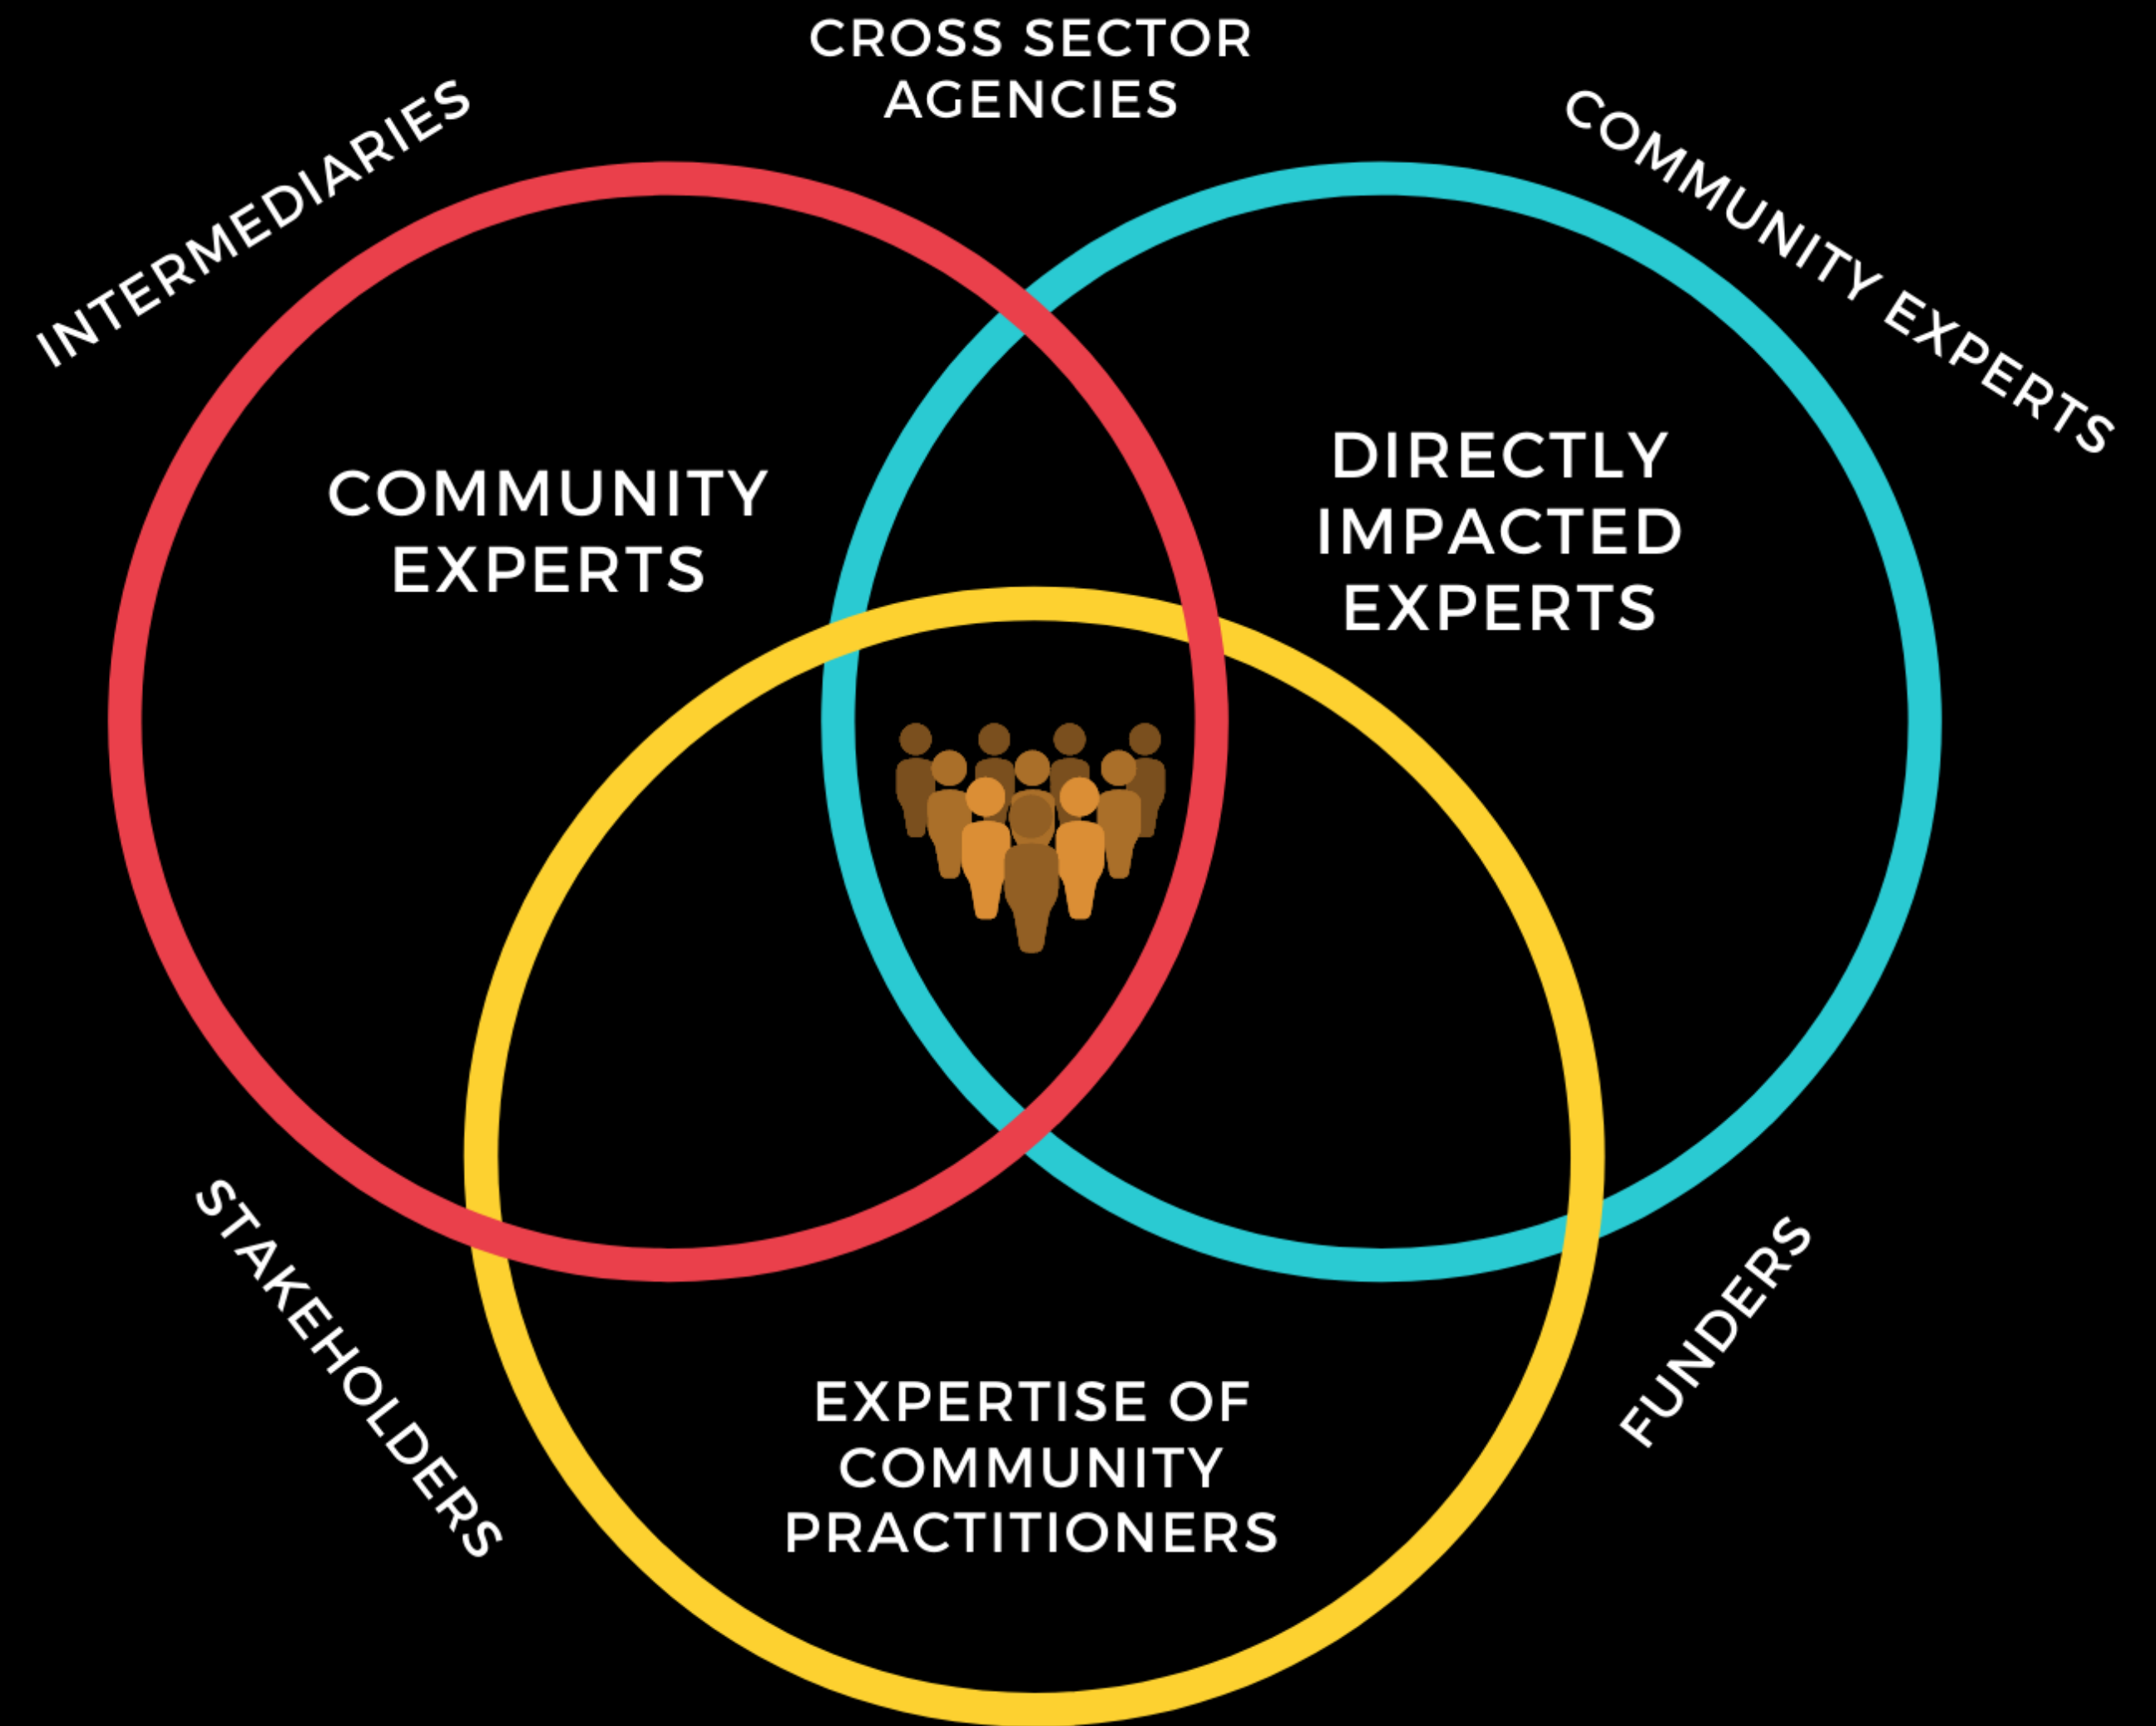 CROSS SECTOR
AGENCIES
INTERMEDIARIES
COMMUNITY EXPERTS
COMMUNITY
EXPERTS
DIRECTLY
IMPACTED
EXPERTS
STAKEHOLDERS
FUNDERS
EXPERTISE OF
COMMUNITY
PRACTITIONERS